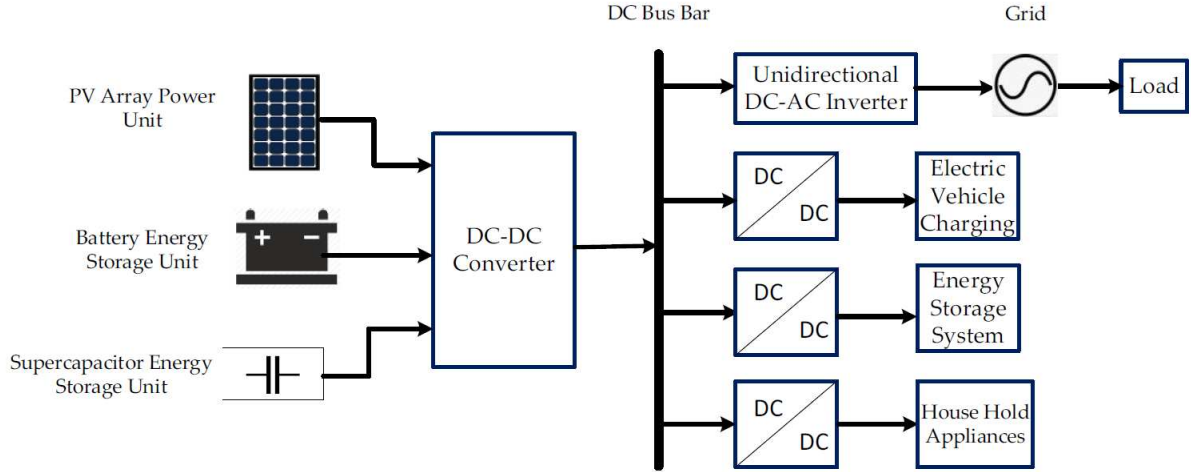 DC Bus Bar
Grid
PV Array Power
Unit
Unidirectional
DC-AC Inverter
Load
Battery Energy
Storage Unit
+ −
DC-DC
Converter
DC
DC
Electric
Vehicle
Charging
DC
DC
Energy
Storage
System
Supercapacitor Energy
Storage Unit
DC
DC
House Hold
Appliances